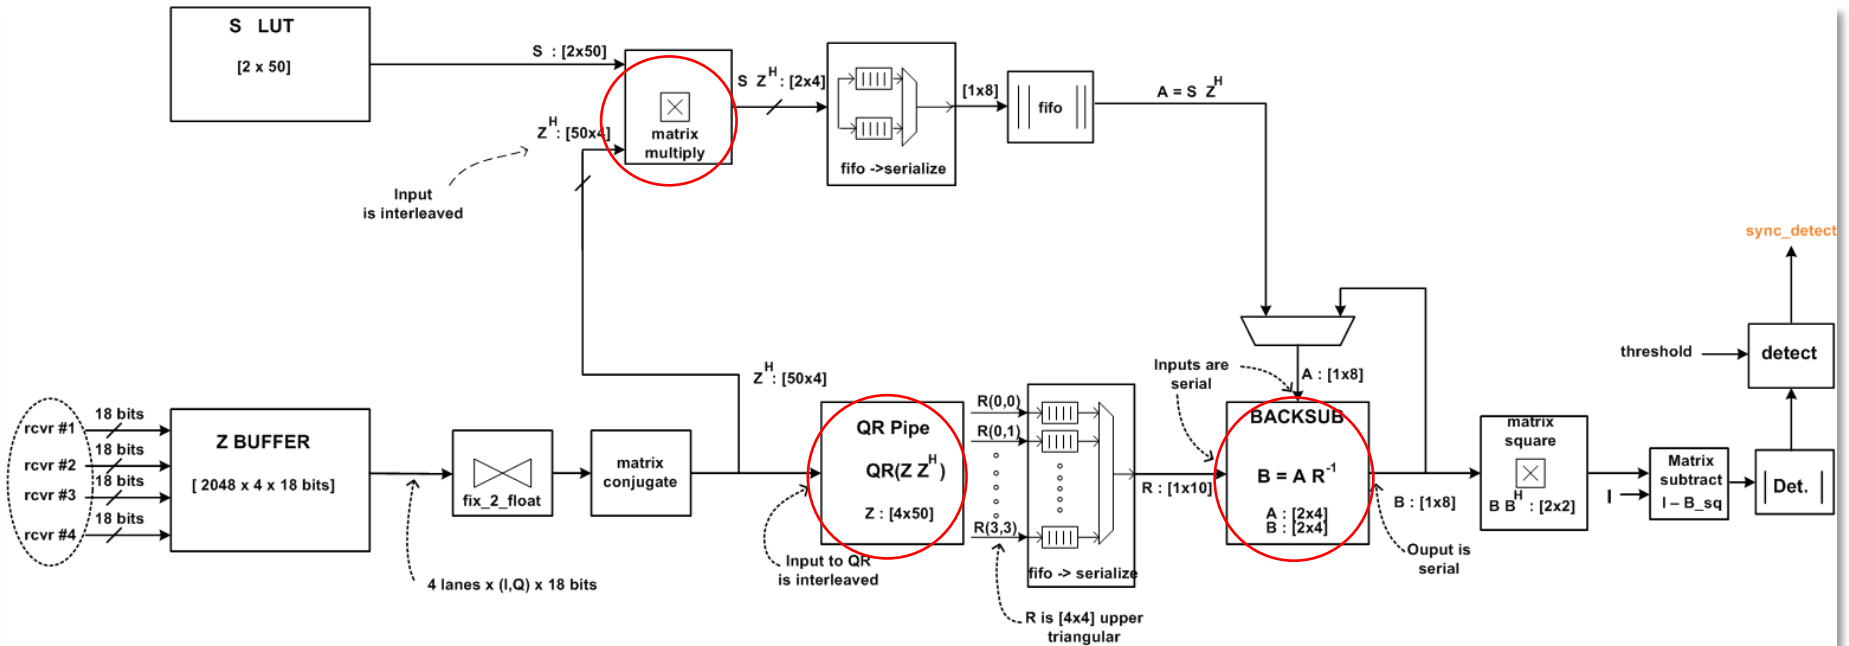 S LUT
[2 x 50]
S : [2x50]
Z^H : [50x4]
matrix
multiply
Input
is interleaved
S Z^H : [2x4]
fifo ->serialize
[1x8]
fifo
A = S Z^H
sync_detect
threshold
detect
Inputs are
serial
A : [1x8]
Z^H : [50x4]
rcvr #1
rcvr #2
rcvr #3
rcvr #4
18 bits
18 bits
18 bits
18 bits
Z BUFFER
[ 2048 x 4 x 18 bits]
4 lanes x (I,Q) x 18 bits
fix_2_float
matrix
conjugate
QR Pipe
QR(Z Z^H)
Z : [4x50]
Input to QR
is interleaved
R(0,0)
R(0,1)
R(3,3)
fifo -> serialize
R is [4x4] upper
triangular
R : [1x10]
BACKSUB
B = A R^-1
A : [2x4]
B : [2x4]
B : [1x8]
Ouput is
serial
matrix
square
B B^H : [2x2]
I
Matrix
subtract
I – B_sq
|Det.|